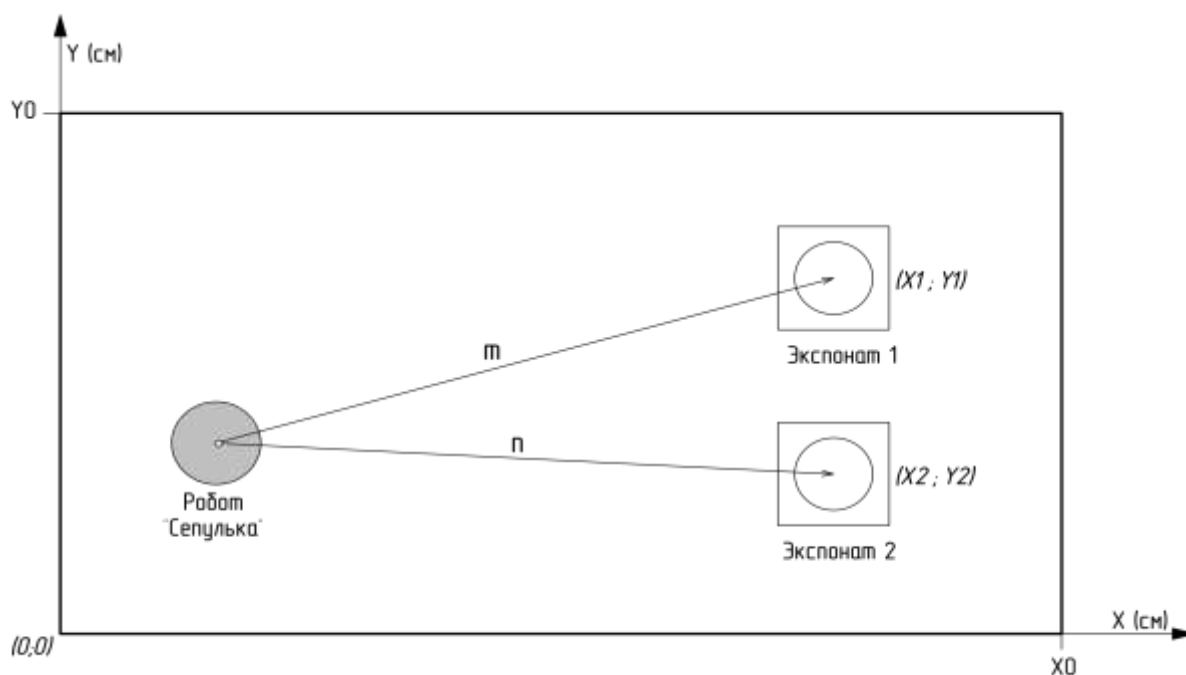 Y (см)
Y0
(X1 ; Y1)
m
Экспонат 1
n
(X2 ; Y2)
Робот
"Сепулька"
Экспонат 2
X (см)
(0;0)
X0